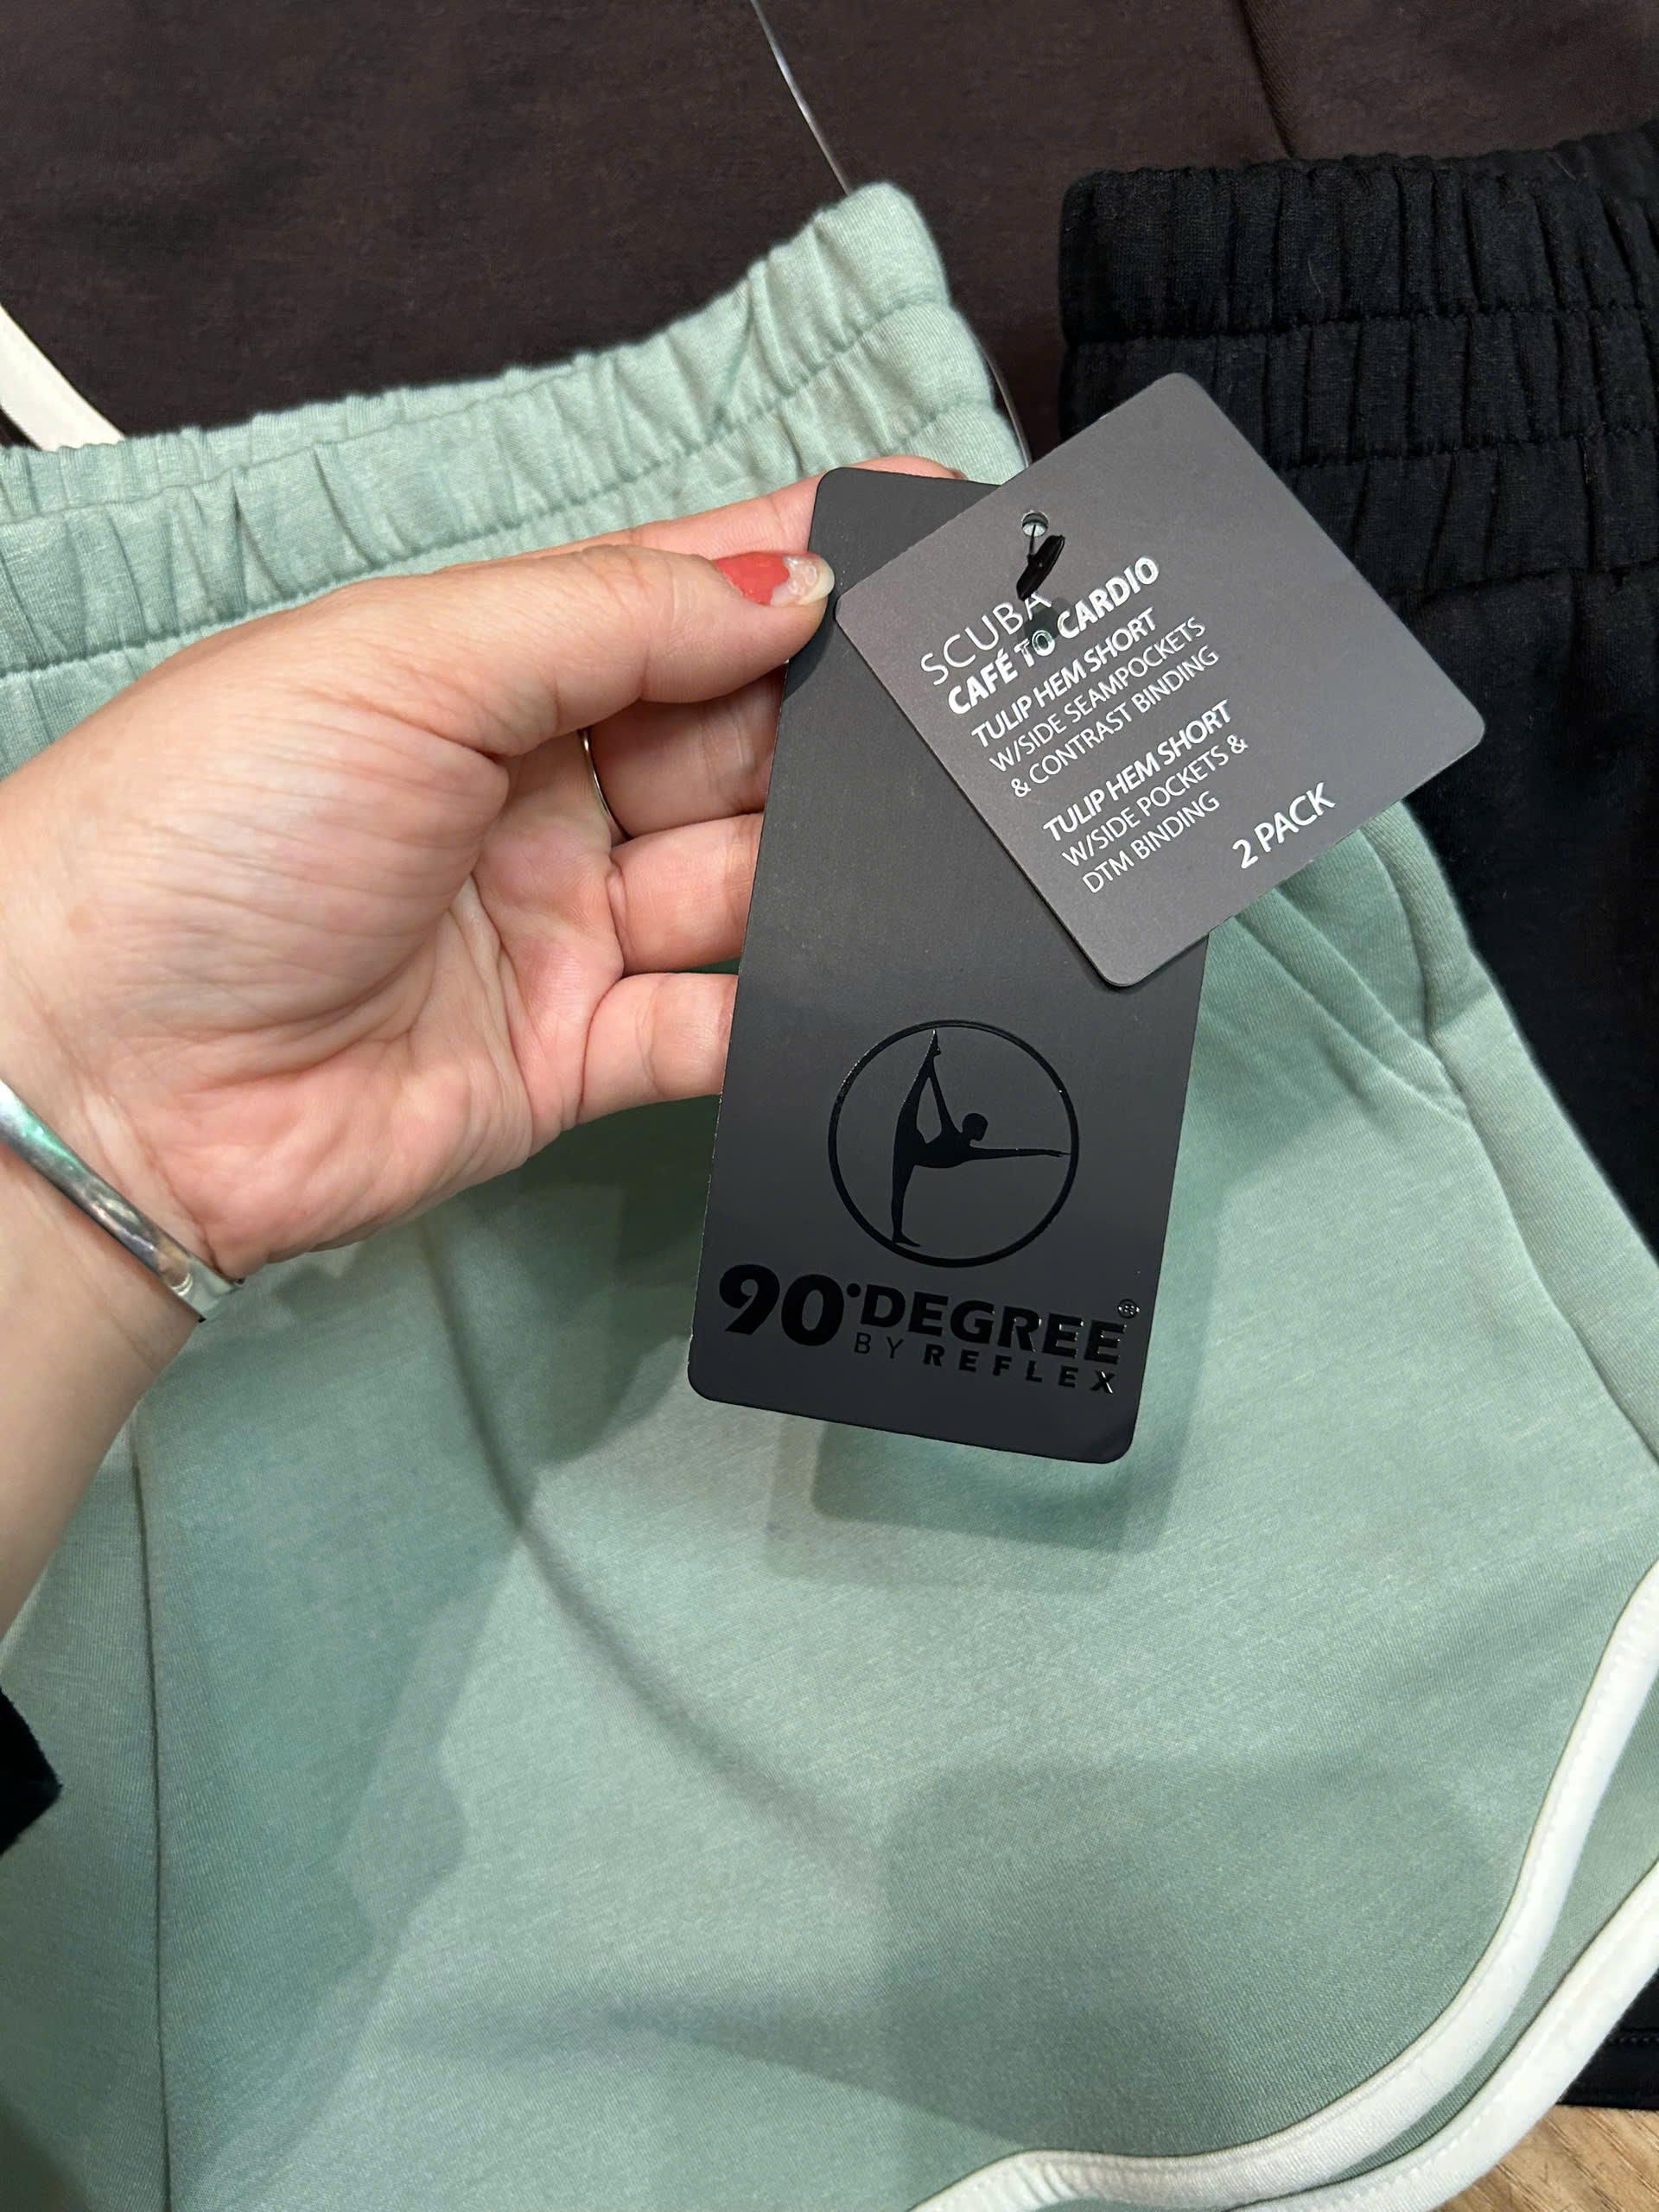 SCUBA
CAFÉ TO CARDIO
TULIP HEM SHORT
W/SIDE SEAMPOCKETS
& CONTRAST BINDING
TULIP HEM SHORT
W/SIDE POCKETS &
DTM BINDING
2 PACK
90°DEGREE®
BY REFLEX